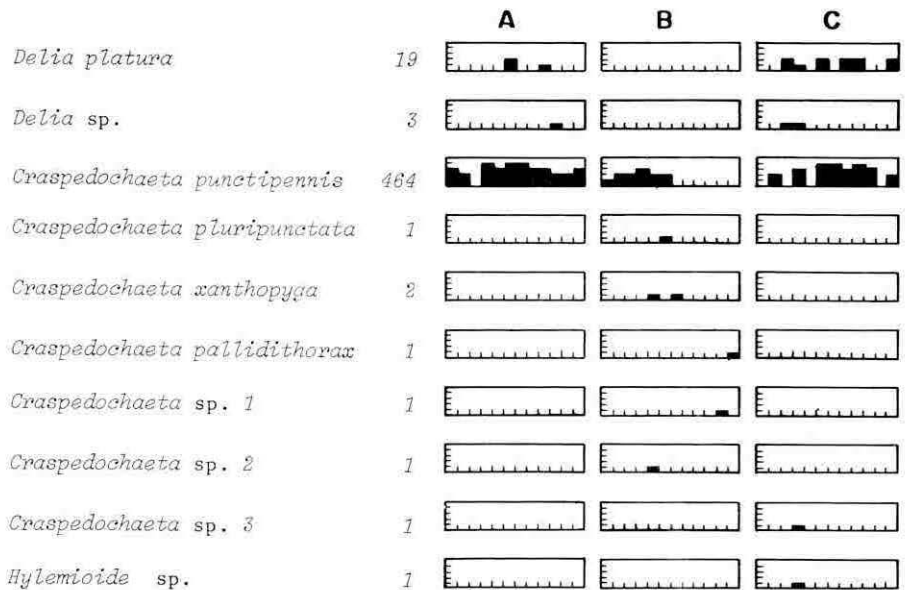 A B C
Delia platura 19
Delia sp. 3
Craspedochaeta punctipennis 464
Craspedochaeta pluripunctata 1
Craspedochaeta xanthopyga 2
Craspedochaeta pallidithorax 1
Craspedochaeta sp. 1 1
Craspedochaeta sp. 2 1
Craspedochaeta sp. 3 1
Hylemioide sp. 1